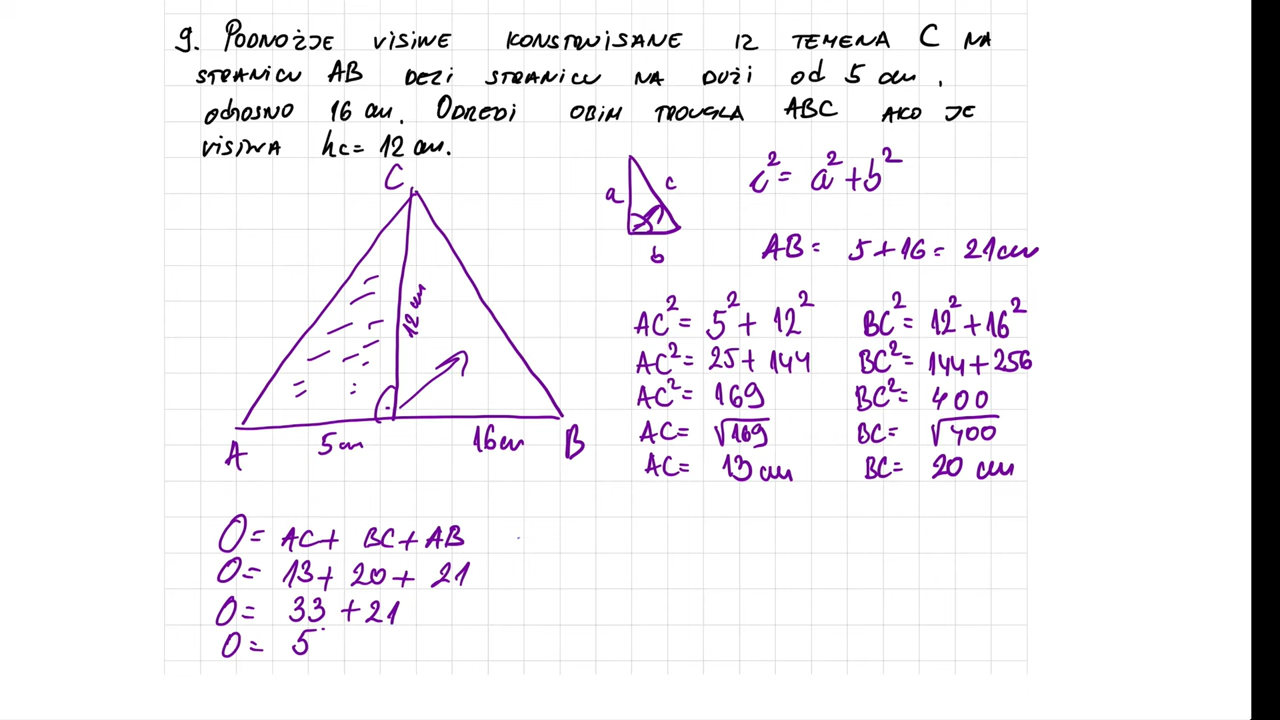 9. PODNOŽJE VISINE KONSTRUISANE IZ TEMENA C NA
STRANICU AB DELI STRANICU NA DUŽI od 5 cm,
odnosno 16 cm. ODREDI OBIM TROUGLA ABC AKO JE
VISINA hc = 12 cm.
C
a
c
b
c² = a² + b²
AB = 5 + 16 = 21 cm
12 cm
A
5 cm
16 cm
B
AC² = 5² + 12²
AC² = 25 + 144
AC² = 169
AC = √169
AC = 13 cm
BC² = 12² + 16²
BC² = 144 + 256
BC² = 400
BC = √400
BC = 20 cm
O = AC + BC + AB
O = 13 + 20 + 21
O = 33 + 21
O = 5